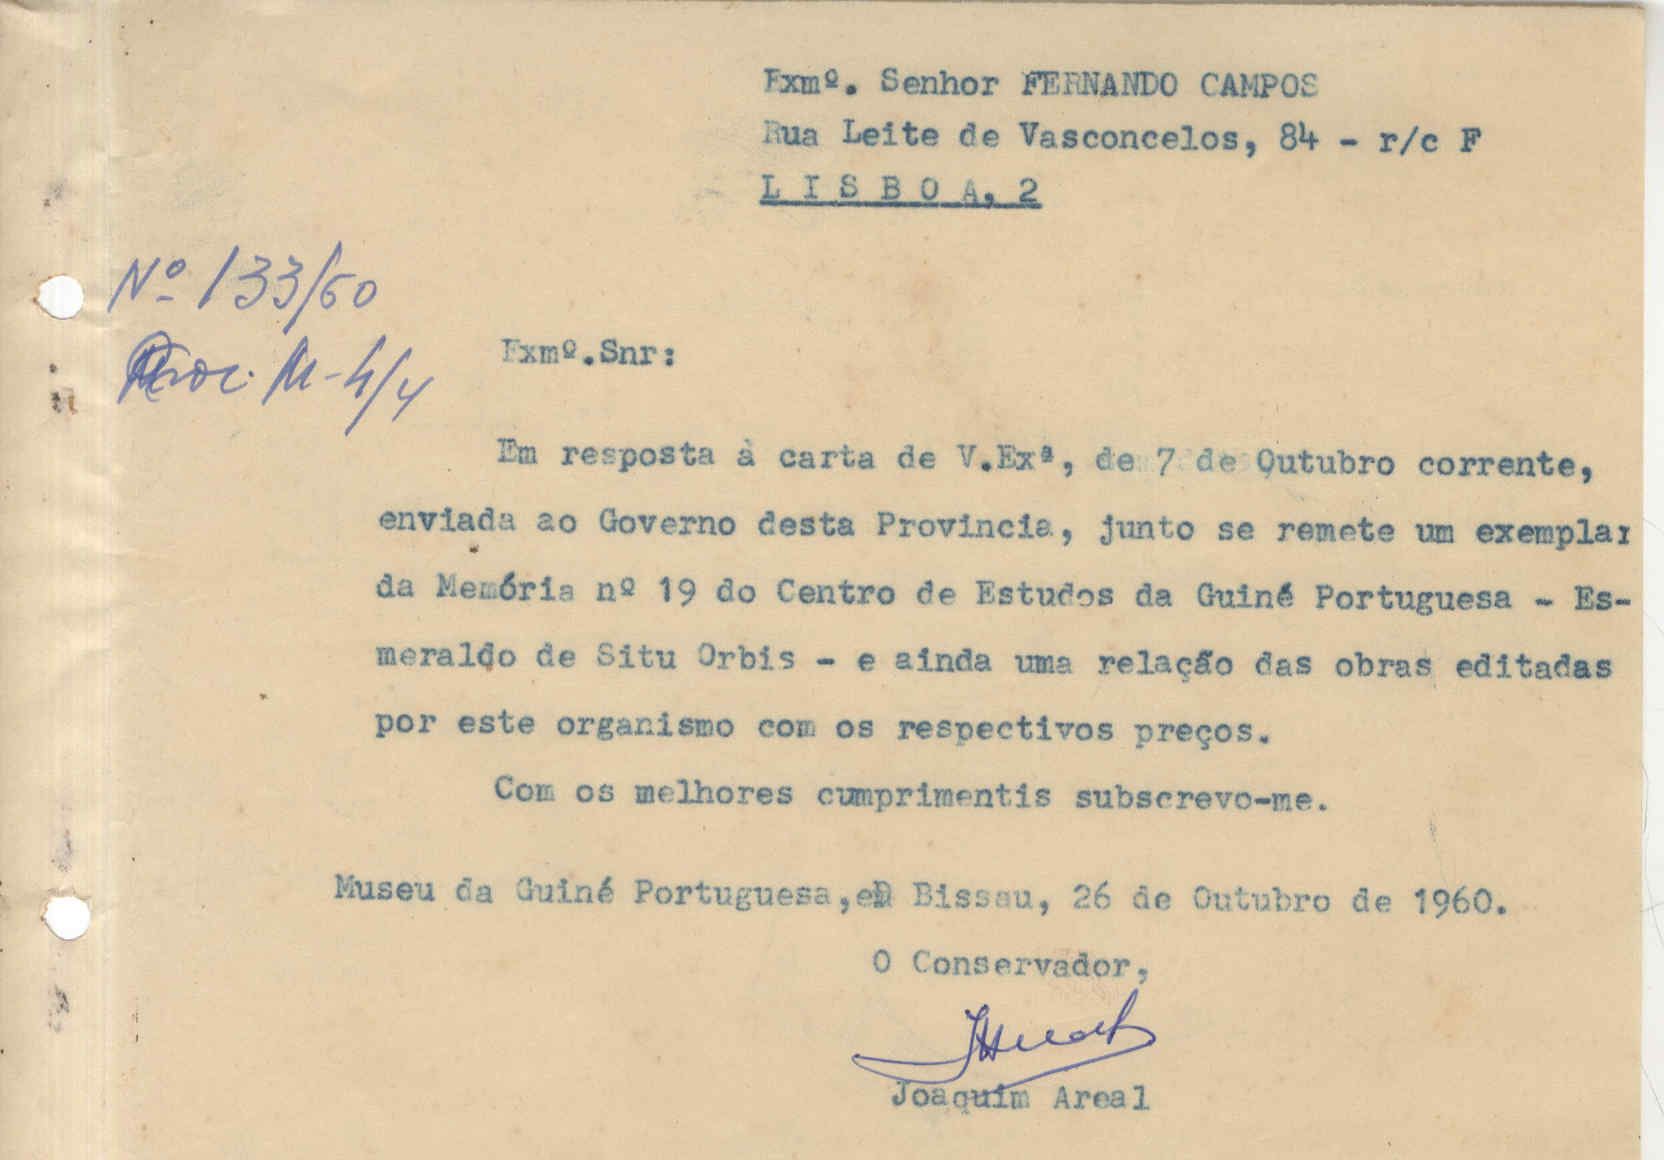 Exmº. Senhor FERNANDO CAMPOS
Rua Leite de Vasconcelos, 84 - r/c F
L I S B O A, 2
Nº 133/60
Proc. M-4/4
Exmº.Snr:
Em resposta à carta de V.Exª, de 7 de Outubro corrente,
enviada ao Governo desta Provincia, junto se remete um exemplar
da Memória nº 19 do Centro de Estudos da Guiné Portuguesa - Es-
meraldo de Situ Orbis - e ainda uma relação das obras editadas
por este organismo com os respectivos preços.
Com os melhores cumprimentis subscrevo-me.
Museu da Guiné Portuguesa, em Bissau, 26 de Outubro de 1960.
O Conservador,
Joaquim Areal